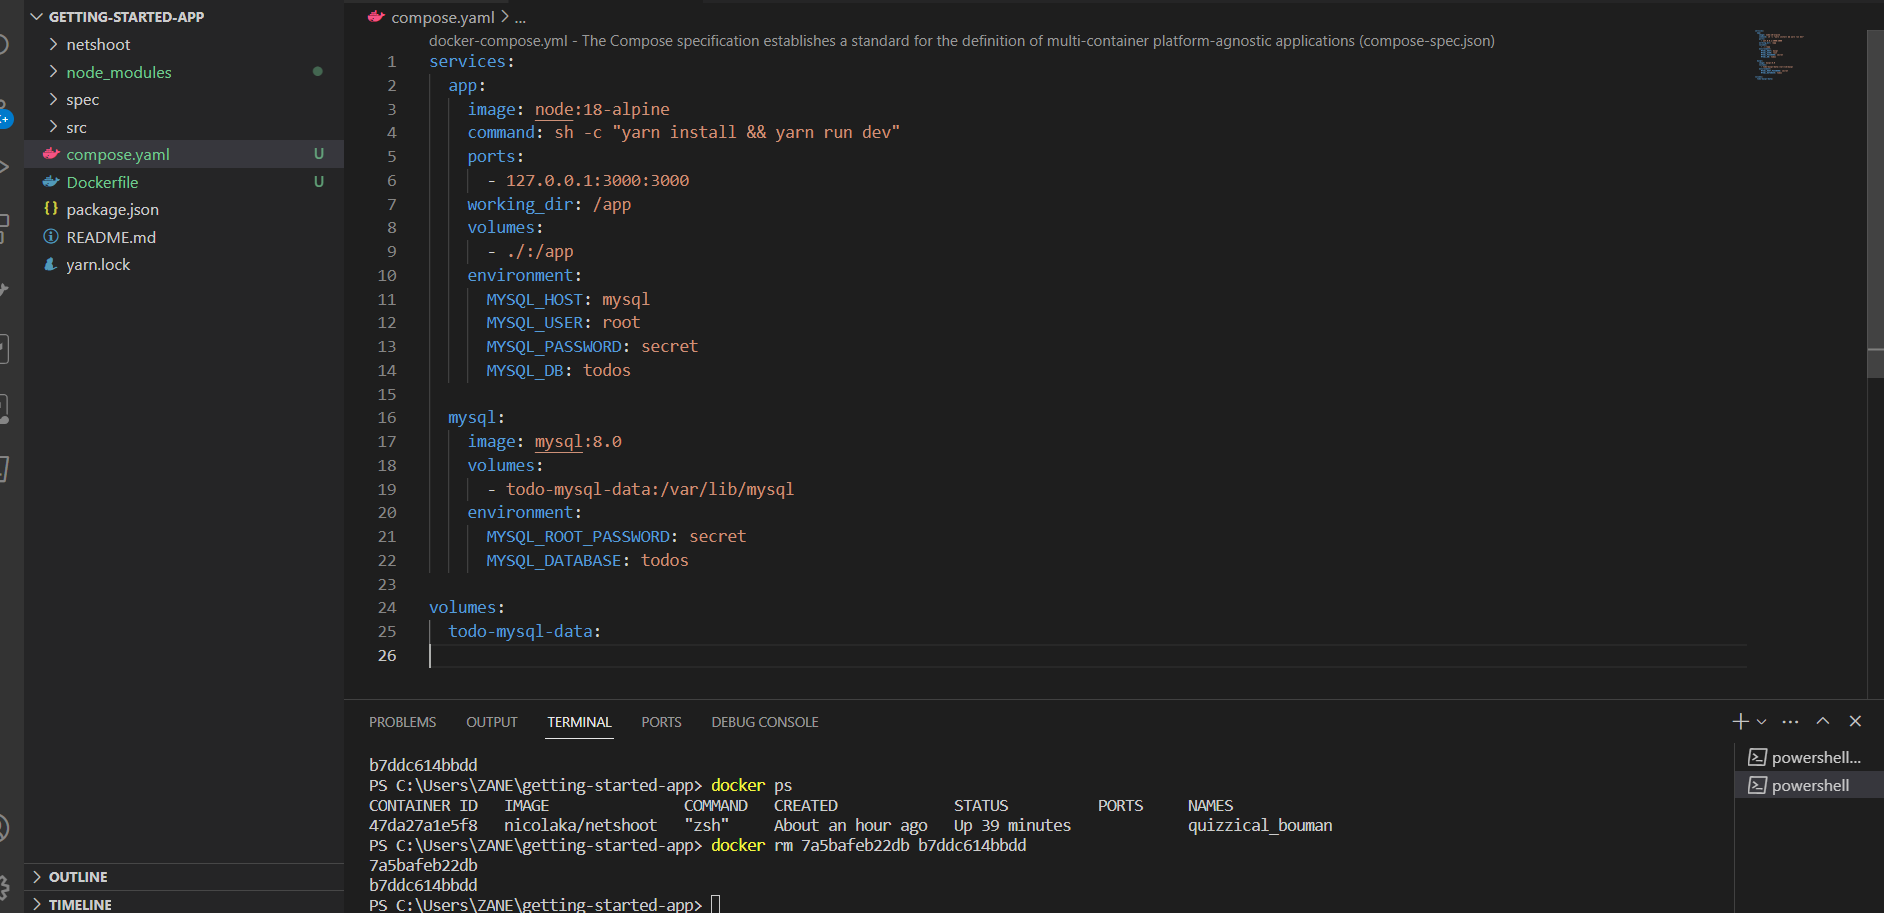 GETTING-STARTED-APP
netshoot
node_modules
spec
src
compose.yaml U
Dockerfile U
package.json
README.md
yarn.lock
OUTLINE
TIMELINE
compose.yaml > ...
docker-compose.yml - The Compose specification establishes a standard for the definition of multi-container platform-agnostic applications (compose-spec.json)
1 services:
2   app:
3     image: node:18-alpine
4     command: sh -c "yarn install && yarn run dev"
5     ports:
6       - 127.0.0.1:3000:3000
7     working_dir: /app
8     volumes:
9       - ./:/app
10     environment:
11       MYSQL_HOST: mysql
12       MYSQL_USER: root
13       MYSQL_PASSWORD: secret
14       MYSQL_DB: todos
15
16   mysql:
17     image: mysql:8.0
18     volumes:
19       - todo-mysql-data:/var/lib/mysql
20     environment:
21       MYSQL_ROOT_PASSWORD: secret
22       MYSQL_DATABASE: todos
23
24 volumes:
25   todo-mysql-data:
26
PROBLEMS OUTPUT TERMINAL PORTS DEBUG CONSOLE
b7ddc614bbdd
PS C:\Users\ZANE\getting-started-app> docker ps
CONTAINER ID   IMAGE               COMMAND   CREATED             STATUS          PORTS     NAMES
47da27a1e5f8   nicolaka/netshoot   "zsh"     About an hour ago   Up 39 minutes             quizzical_bouman
PS C:\Users\ZANE\getting-started-app> docker rm 7a5bafeb22db b7ddc614bbdd
7a5bafeb22db
b7ddc614bbdd
PS C:\Users\ZANE\getting-started-app>
powershell...
powershell